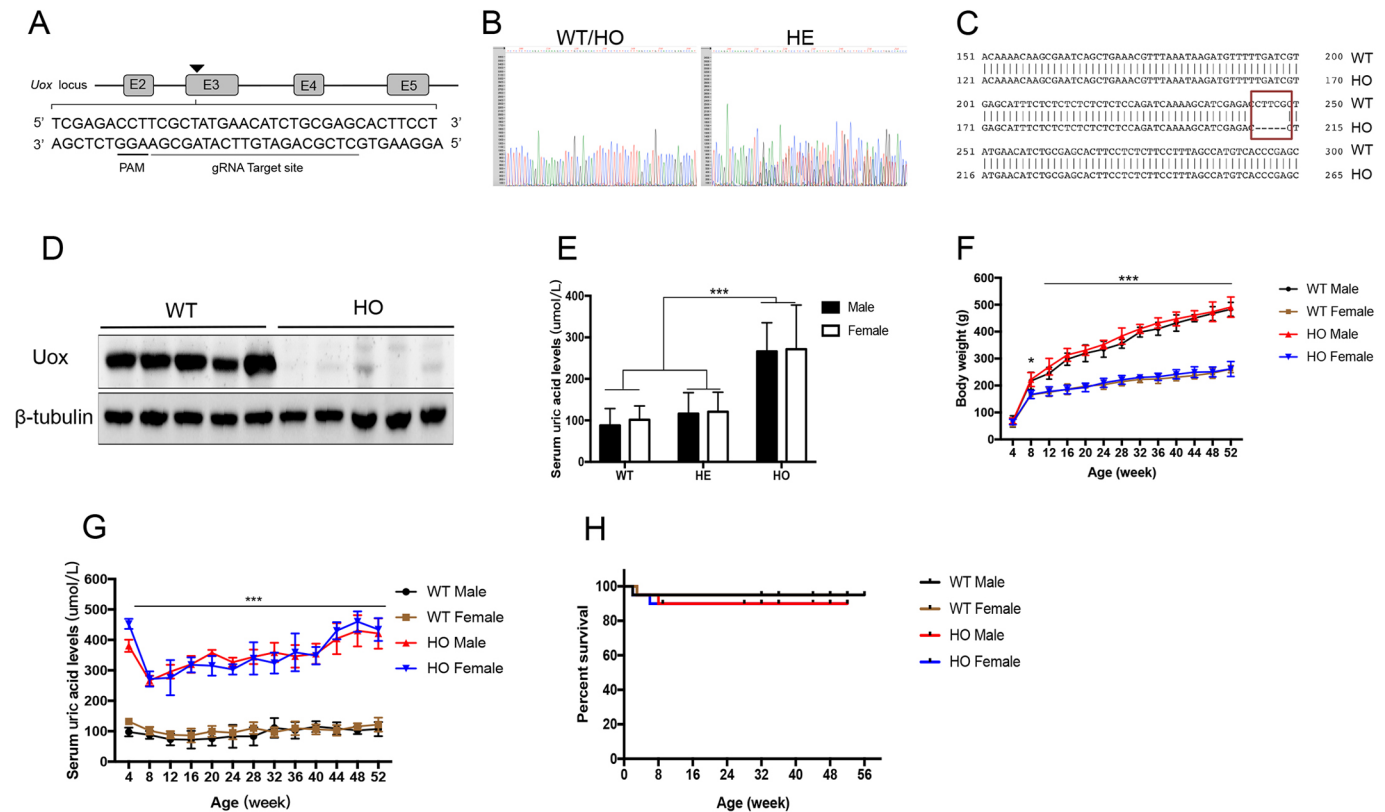 A
Uox locus
E2
E3
E4
E5
5' TCGAGACCTTCGCTATGAACATCTGCGAGCACTTCCT 3'
3' AGCTCTGGAAGCGATACTTGTAGACGCTCGTGAAGGA 5'
PAM
gRNA Target site
B
WT/HO
HE
C
151 ACAAAACAAGCGAATCAGCTGAAACGTTTAAATAAGATGTTTTTGATCGT 200 WT
121 ACAAAACAAGCGAATCAGCTGAAACGTTTAAATAAGATGTTTTTGATCGT 170 HO
201 GAGCATTTCTCTCTCTCTCTCTCCAGATCAAAAGCATCGAGACCTTCGCT 250 WT
171 GAGCATTTCTCTCTCTCTCTCTCCAGATCAAAAGCATCGAGAC-----CT 215 HO
251 ATGAACATCTGCGAGCACTTCCTCTCTTCCTTTAGCCATGTCACCCGAGC 300 WT
216 ATGAACATCTGCGAGCACTTCCTCTCTTCCTTTAGCCATGTCACCCGAGC 265 HO
D
WT
HO
Uox
β-tubulin
E
Serum uric acid levels (umol/L)
400
300
200
100
0
***
WT
HE
HO
Male
Female
F
Body weight (g)
600
500
400
300
200
100
0
*
***
4 8 12 16 20 24 28 32 36 40 44 48 52
Age (week)
WT Male
WT Female
HO Male
HO Female
G
Serum uric acid levels (umol/L)
600
500
400
300
200
100
0
***
4 8 12 16 20 24 28 32 36 40 44 48 52
Age (week)
WT Male
WT Female
HO Male
HO Female
H
Percent survival
100
80
60
40
20
0
0 8 16 24 32 40 48 56
Age (week)
WT Male
WT Female
HO Male
HO Female